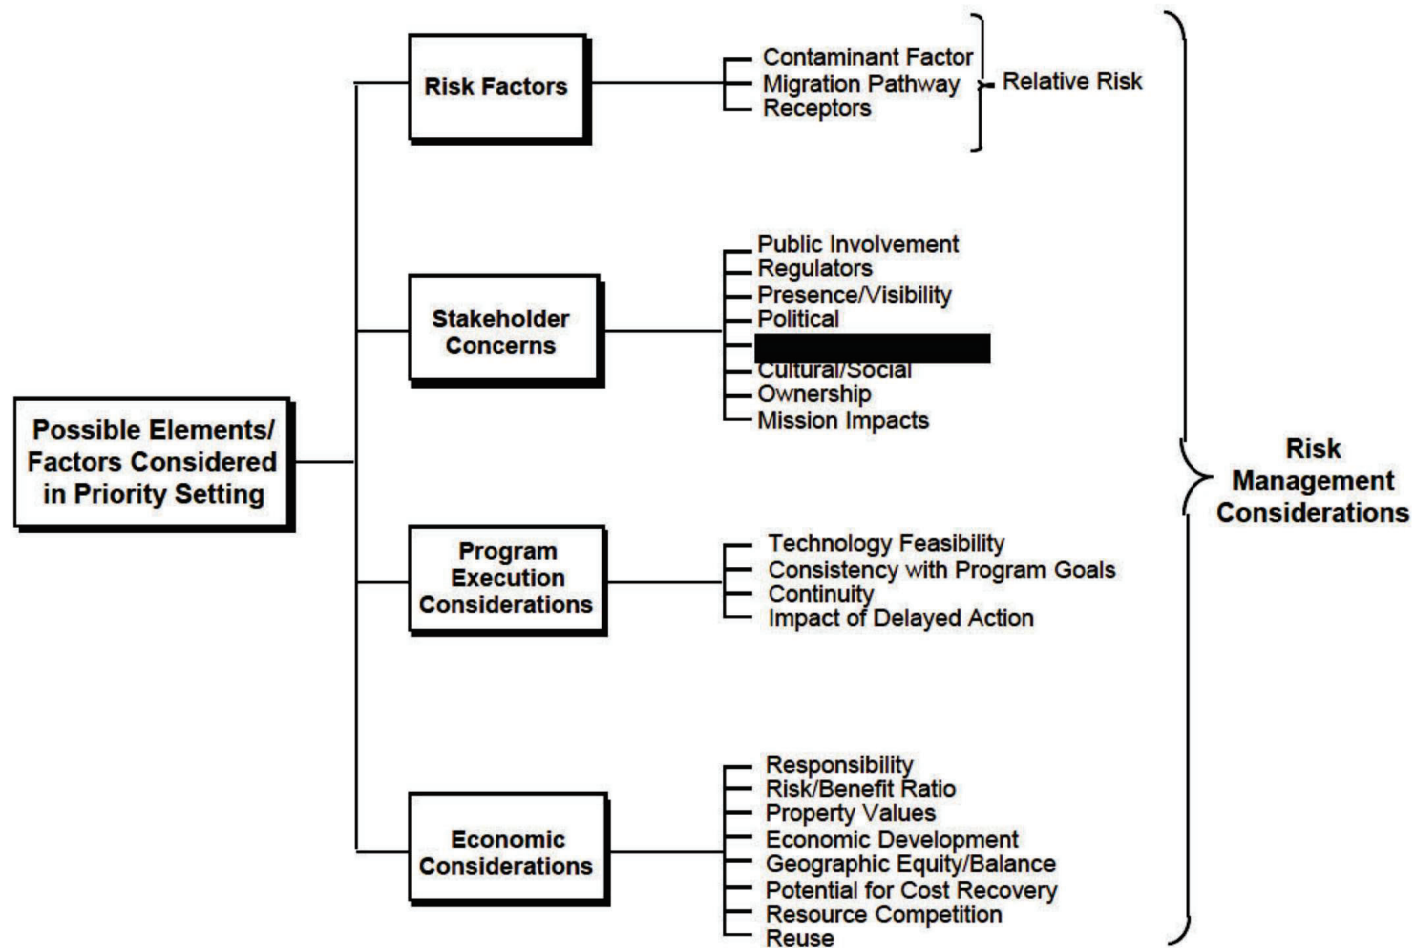 Possible Elements/
Factors Considered
in Priority Setting
Risk Factors
Contaminant Factor
Migration Pathway
Receptors
Relative Risk
Stakeholder
Concerns
Public Involvement
Regulators
Presence/Visibility
Political
Cultural/Social
Ownership
Mission Impacts
Program
Execution
Considerations
Technology Feasibility
Consistency with Program Goals
Continuity
Impact of Delayed Action
Economic
Considerations
Responsibility
Risk/Benefit Ratio
Property Values
Economic Development
Geographic Equity/Balance
Potential for Cost Recovery
Resource Competition
Reuse
Risk
Management
Considerations